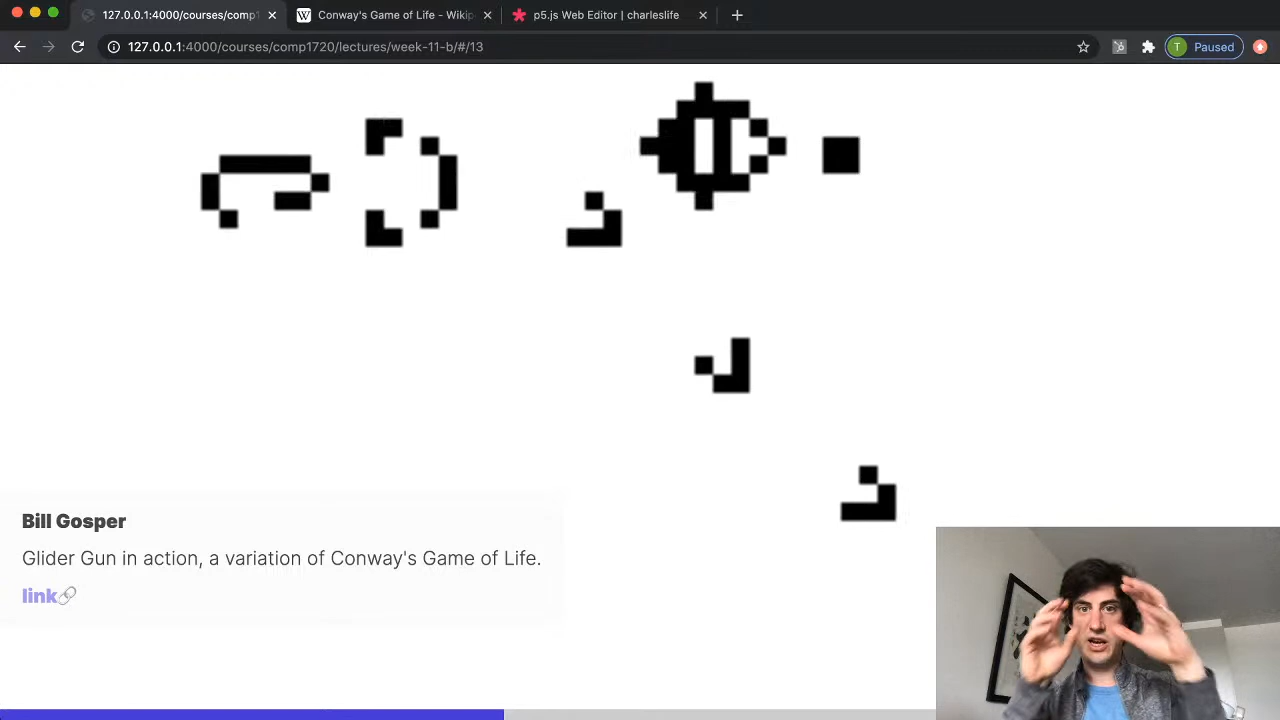 127.0.0.1:4000/courses/comp1
Conway's Game of Life - Wikip
p5.js Web Editor | charleslife
127.0.0.1:4000/courses/comp1720/lectures/week-11-b/#/13
T
Paused
Bill Gosper
Glider Gun in action, a variation of Conway's Game of Life.
link